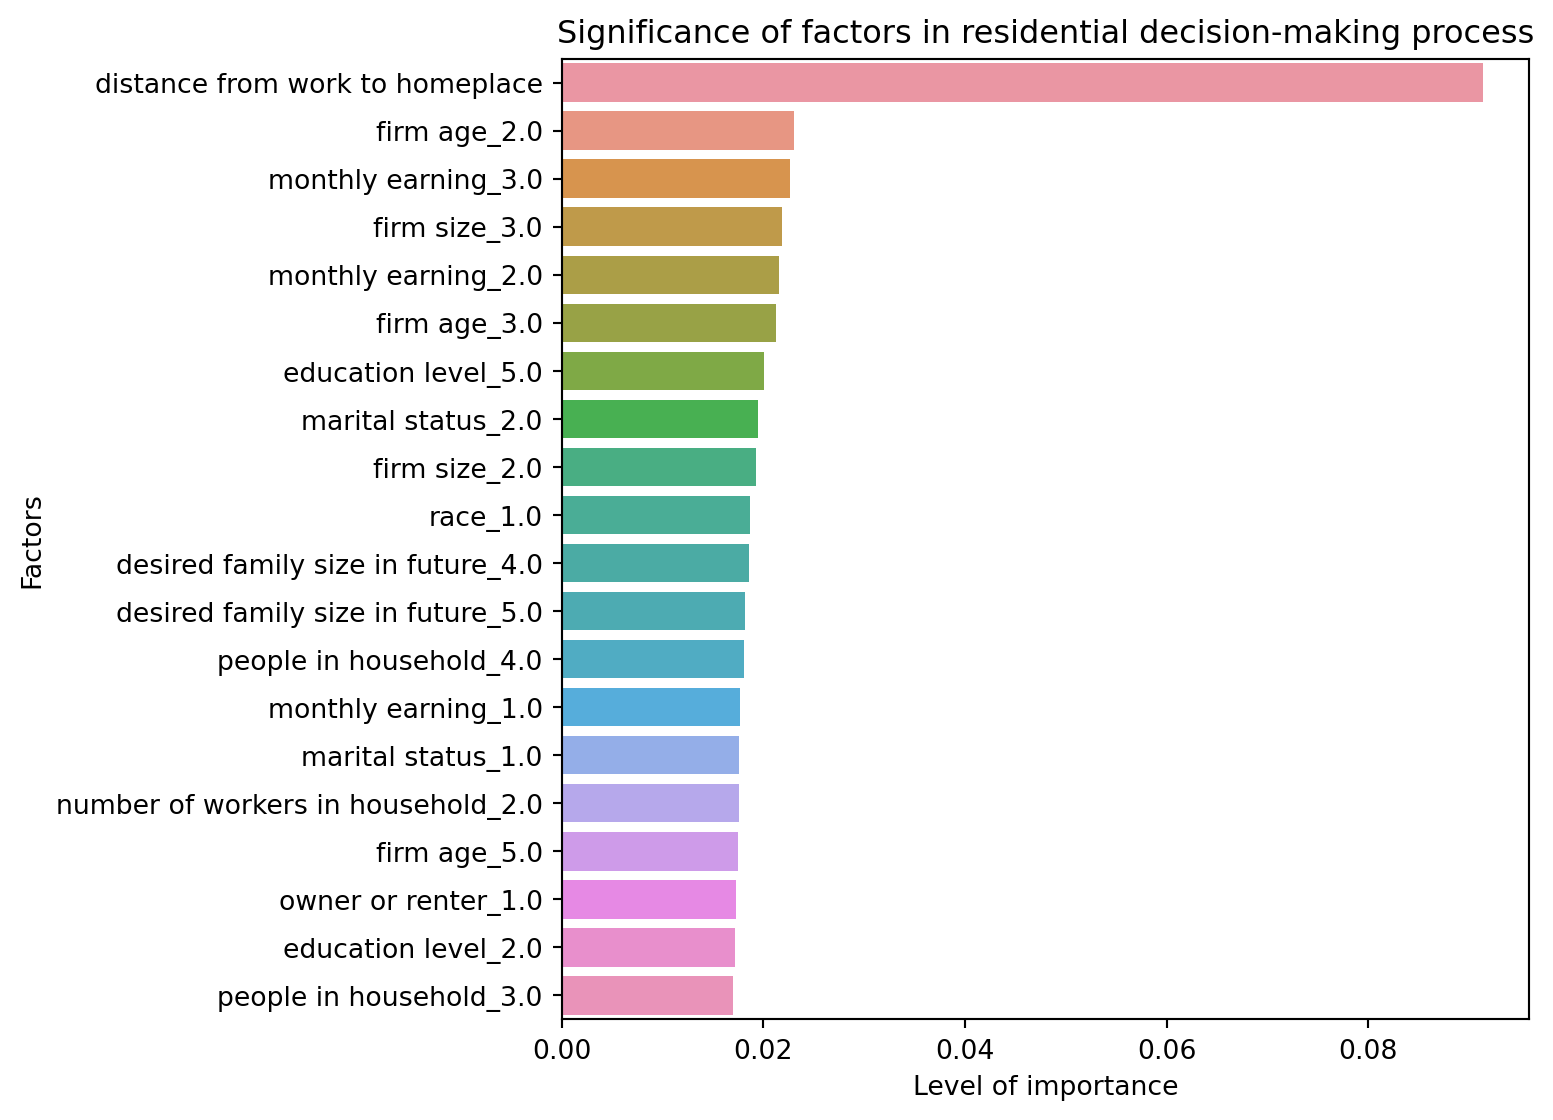 Significance of factors in residential decision-making process
distance from work to homeplace
firm age_2.0
monthly earning_3.0
firm size_3.0
monthly earning_2.0
firm age_3.0
education level_5.0
marital status_2.0
firm size_2.0
race_1.0
desired family size in future_4.0
desired family size in future_5.0
people in household_4.0
monthly earning_1.0
marital status_1.0
number of workers in household_2.0
firm age_5.0
owner or renter_1.0
education level_2.0
people in household_3.0
Factors
0.00 0.02 0.04 0.06 0.08
Level of importance